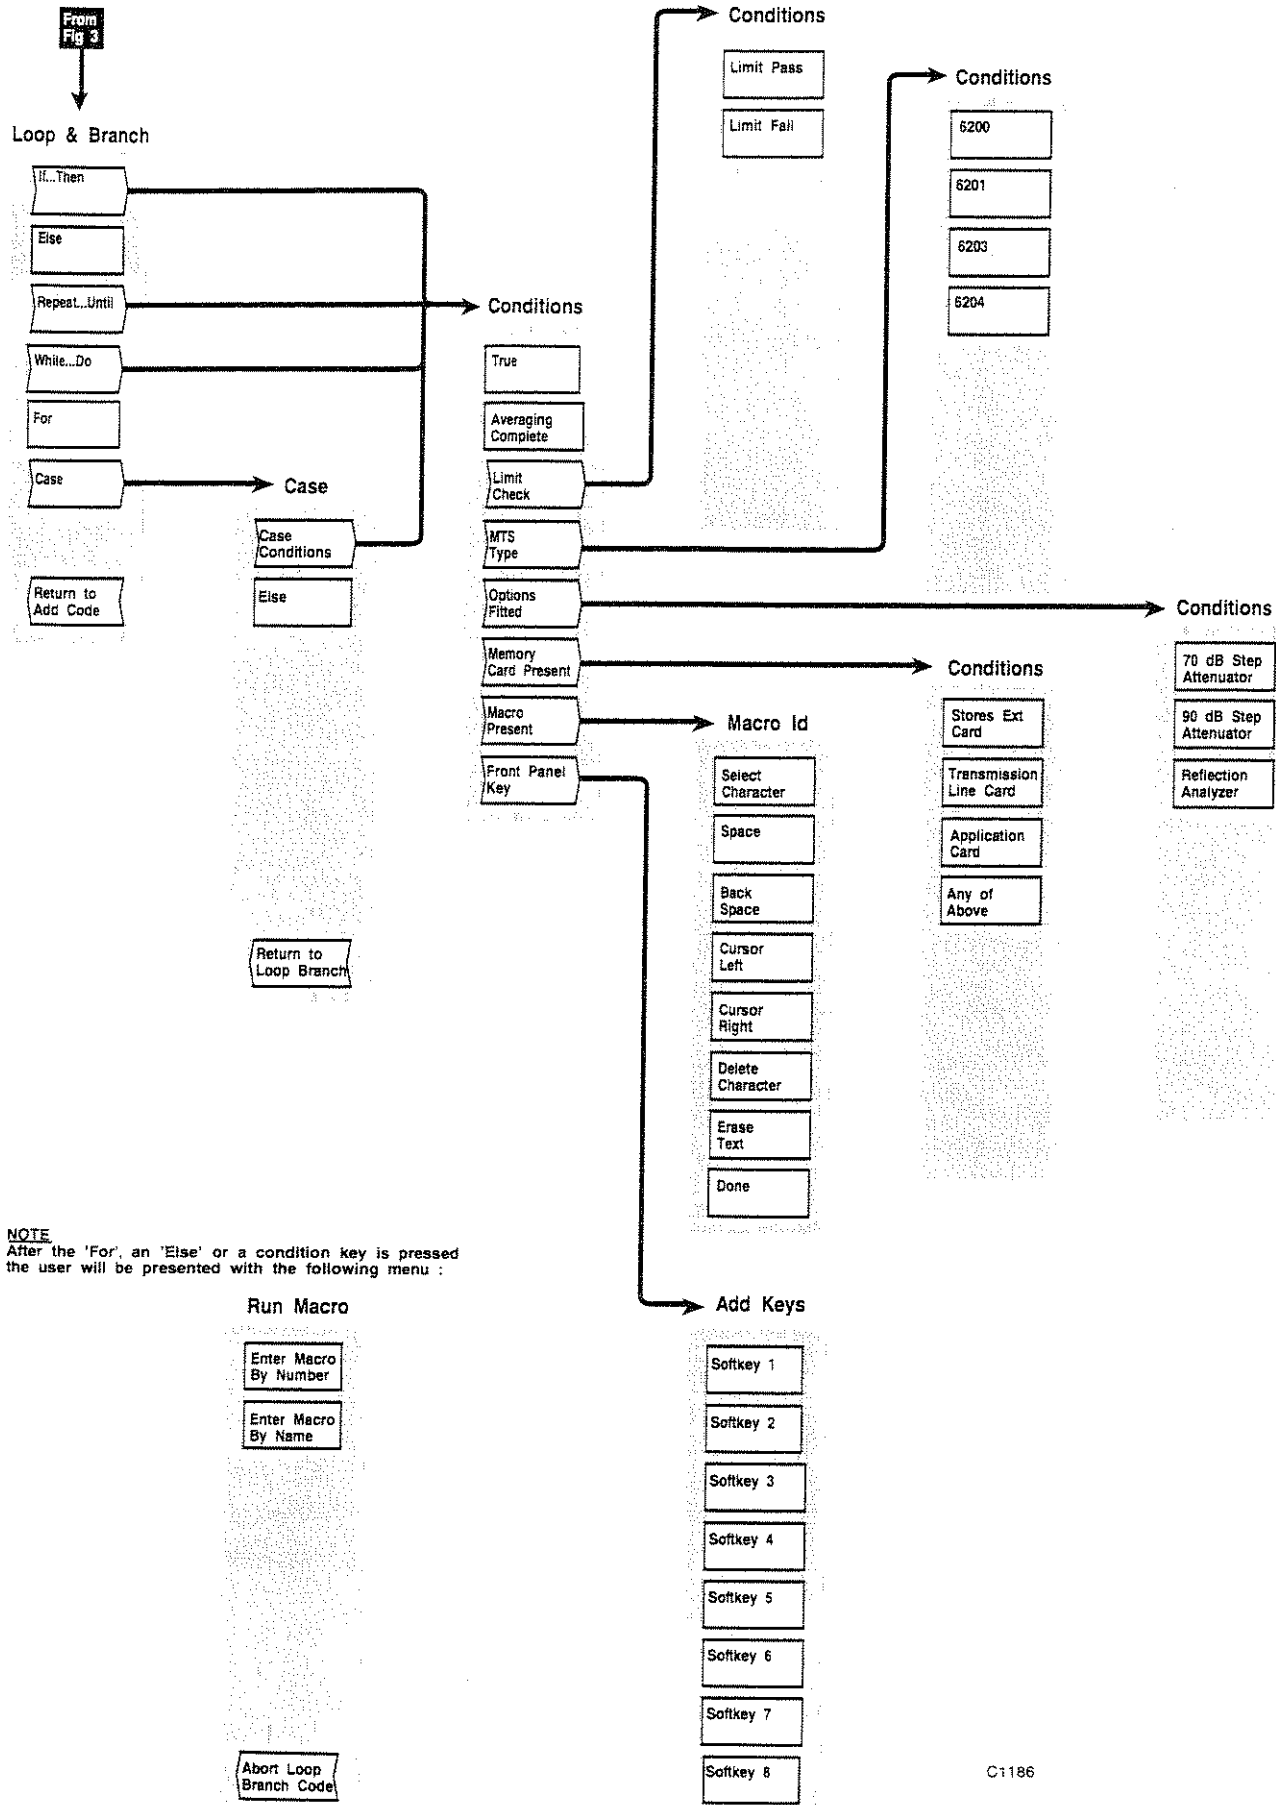 From
Fig 3
Loop & Branch
If...Then
Else
Repeat...Until
While...Do
For
Case
Return to
Add Code
Case
Case
Conditions
Else
Return to
Loop Branch
Conditions
True
Averaging
Complete
Limit
Check
MTS
Type
Options
Fitted
Memory
Card Present
Macro
Present
Front Panel
Key
Conditions
Limit Pass
Limit Fail
Conditions
6200
6201
6203
6204
Conditions
70 dB Step
Attenuator
90 dB Step
Attenuator
Reflection
Analyzer
Conditions
Stores Ext
Card
Transmission
Line Card
Application
Card
Any of
Above
Macro Id
Select
Character
Space
Back
Space
Cursor
Left
Cursor
Right
Delete
Character
Erase
Text
Done
NOTE
After the 'For', an 'Else' or a condition key is pressed
the user will be presented with the following menu :
Run Macro
Enter Macro
By Number
Enter Macro
By Name
Abort Loop
Branch Code
Add Keys
Softkey 1
Softkey 2
Softkey 3
Softkey 4
Softkey 5
Softkey 6
Softkey 7
Softkey 8
C1186